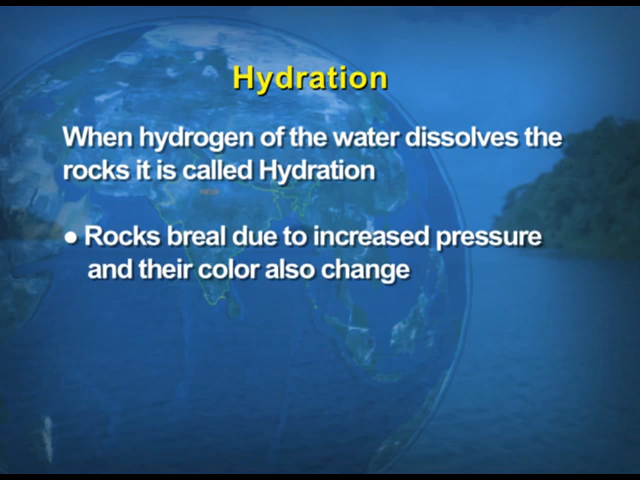 Hydration
When hydrogen of the water dissolves the
rocks it is called Hydration
● Rocks breal due to increased pressure
and their color also change